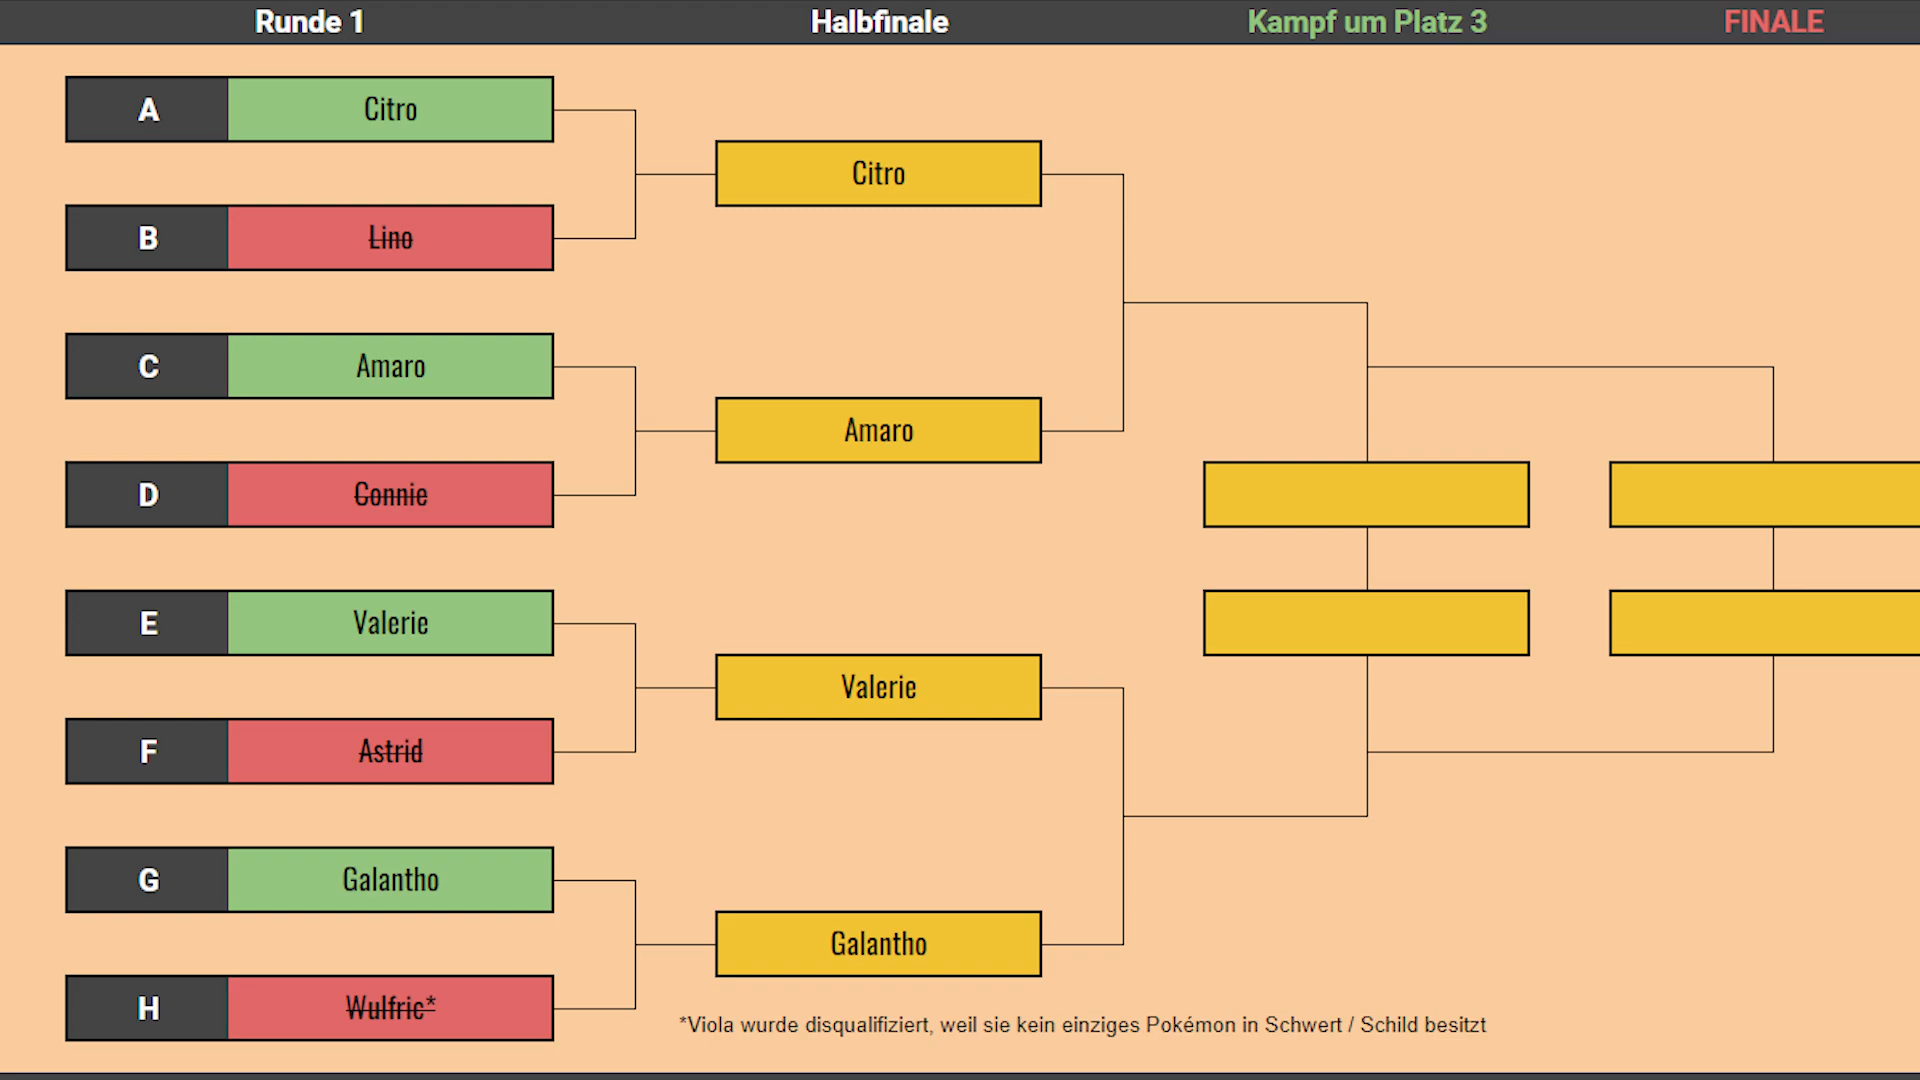 Runde 1
Halbfinale
Kampf um Platz 3
FINALE
A
Citro
B
Lino
C
Amaro
D
Connie
E
Valerie
F
Astrid
G
Galantho
H
Wulfric*
Citro
Amaro
Valerie
Galantho
*Viola wurde disqualifiziert, weil sie kein einziges Pokémon in Schwert / Schild besitzt